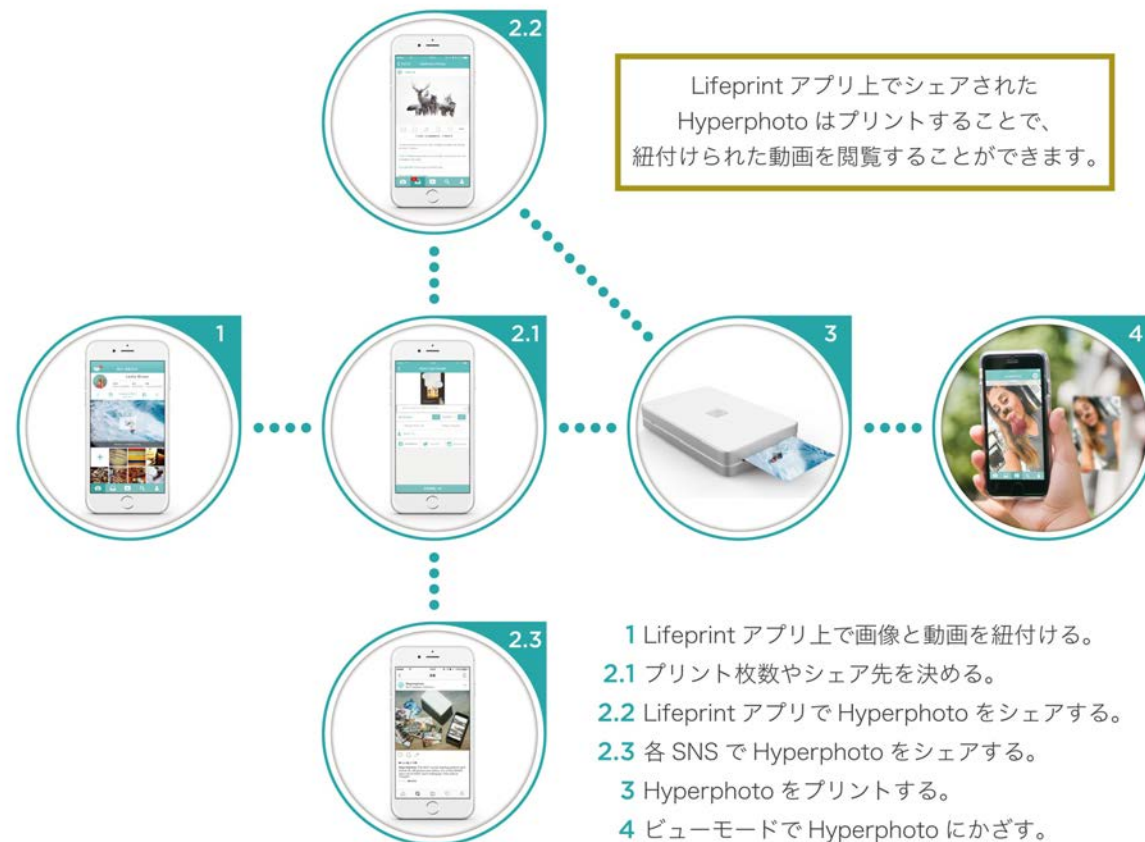 2.2
Lifeprint アプリ上でシェアされた
Hyperphoto はプリントすることで、
紐付けられた動画を閲覧することができます。
1
2.1
3
4
2.3
1 Lifeprint アプリ上で画像と動画を紐付ける。
2.1 プリント枚数やシェア先を決める。
2.2 Lifeprint アプリで Hyperphoto をシェアする。
2.3 各 SNS で Hyperphoto をシェアする。
3 Hyperphoto をプリントする。
4 ビューモードで Hyperphoto にかざす。